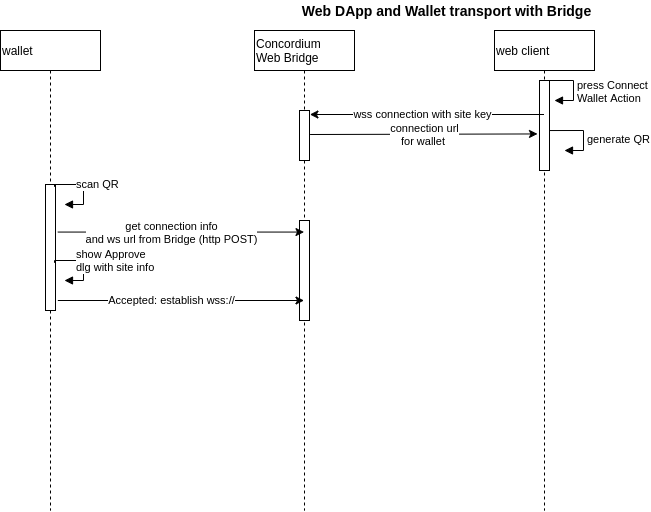 Web DApp and Wallet transport with Bridge
wallet
Concordium
Web Bridge
web client
press Connect
Wallet Action
wss connection with site key
connection url
for wallet
generate QR
scan QR
get connection info
and ws url from Bridge (http POST)
show Approve
dlg with site info
Accepted: establish wss://